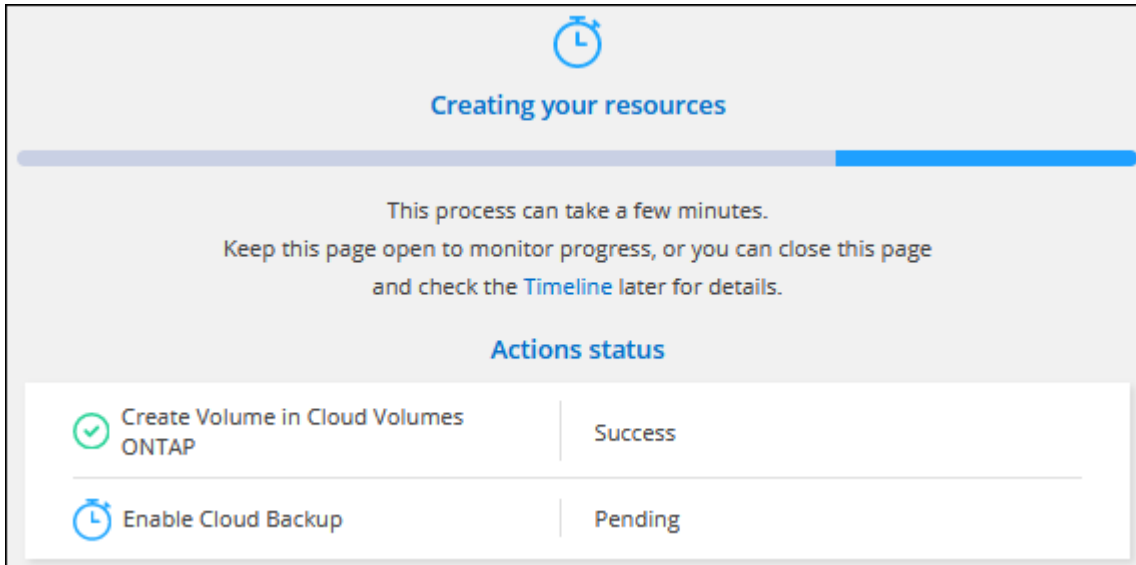 Creating your resources
This process can take a few minutes.
Keep this page open to monitor progress, or you can close this page
and check the Timeline later for details.
Actions status
Create Volume in Cloud Volumes
ONTAP
Success
Enable Cloud Backup
Pending